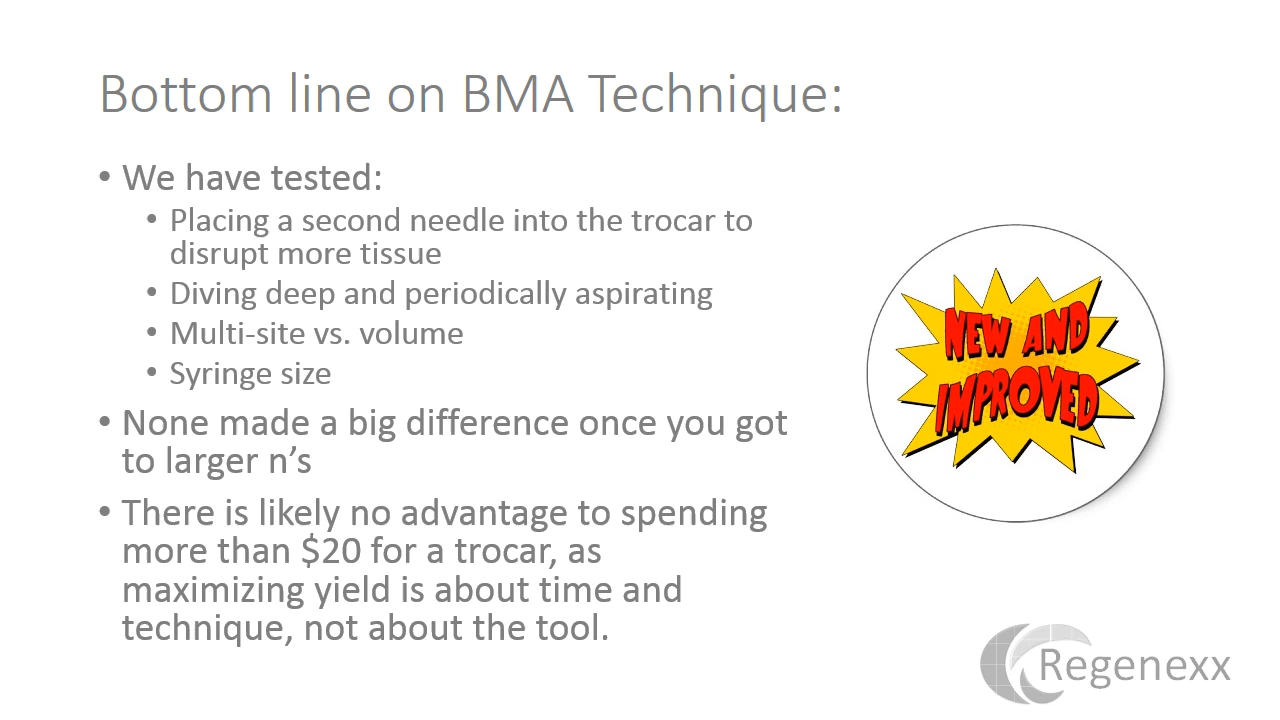 Bottom line on BMA Technique:
• We have tested:
• Placing a second needle into the trocar to
disrupt more tissue
• Diving deep and periodically aspirating
• Multi-site vs. volume
• Syringe size
• None made a big difference once you got
to larger n’s
• There is likely no advantage to spending
more than $20 for a trocar, as
maximizing yield is about time and
technique, not about the tool.
NEW AND
IMPROVED
Regenexx